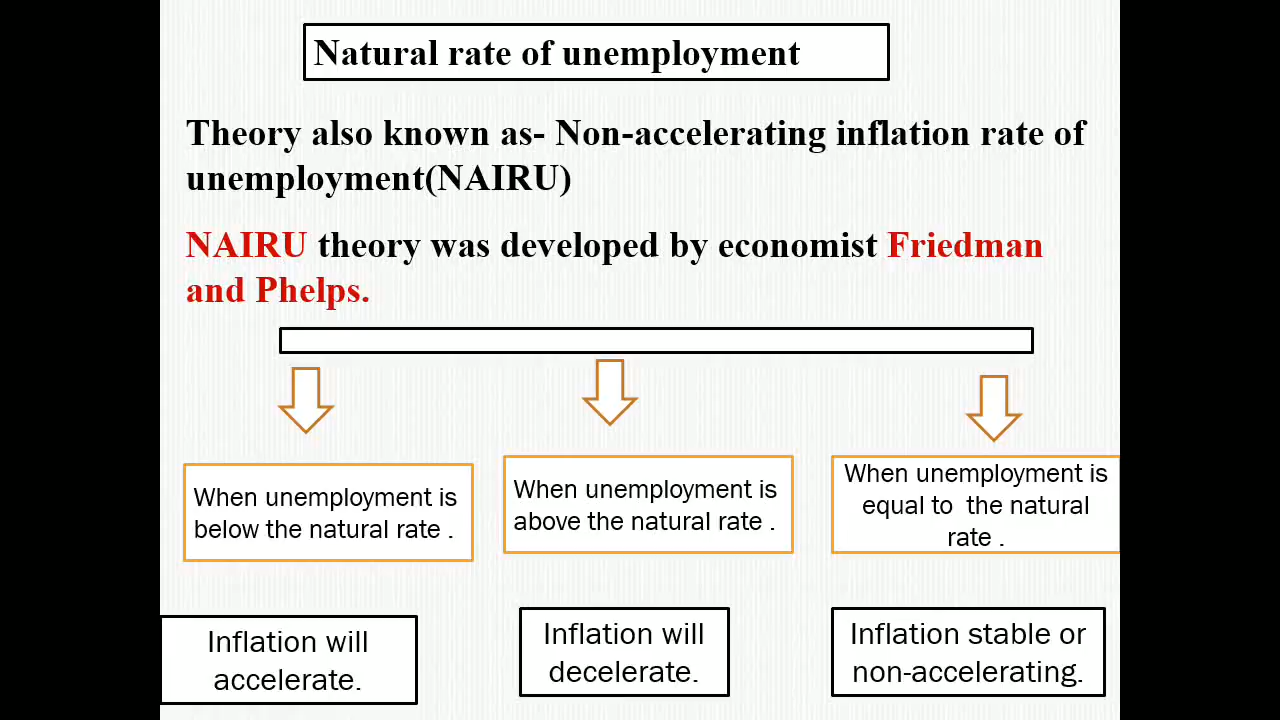 Natural rate of unemployment
Theory also known as- Non-accelerating inflation rate of
unemployment(NAIRU)
NAIRU theory was developed by economist Friedman
and Phelps.
When unemployment is
below the natural rate .
When unemployment is
above the natural rate .
When unemployment is
equal to  the natural
rate .
Inflation will
accelerate.
Inflation will
decelerate.
Inflation stable or
non-accelerating.